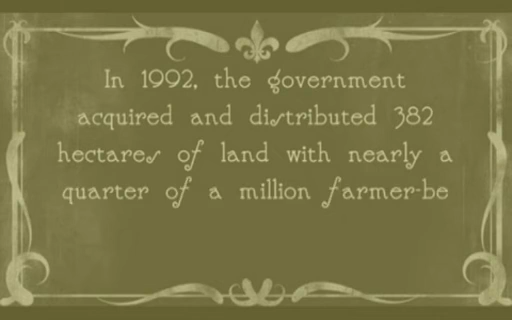 In 1992, the government
acquired and distributed 382
hectares of land with nearly a
quarter of a million farmer-be